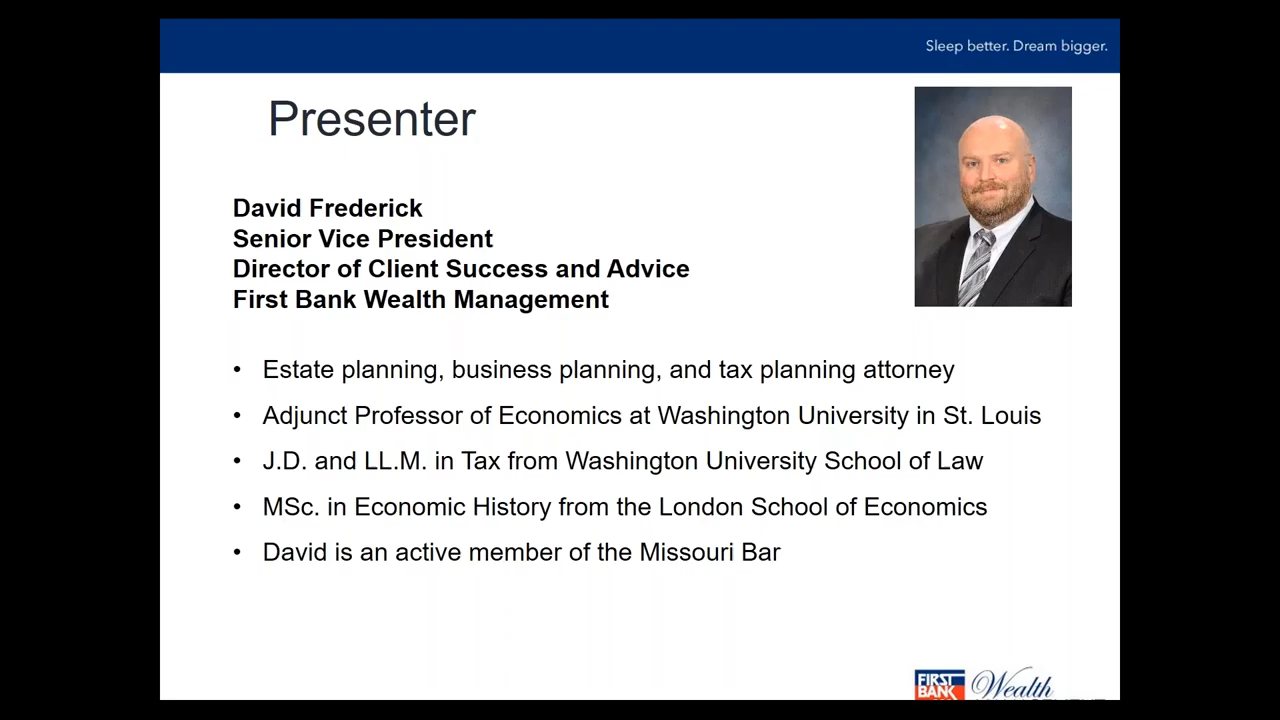 Sleep better. Dream bigger.
Presenter
David Frederick
Senior Vice President
Director of Client Success and Advice
First Bank Wealth Management
• Estate planning, business planning, and tax planning attorney
• Adjunct Professor of Economics at Washington University in St. Louis
• J.D. and LL.M. in Tax from Washington University School of Law
• MSc. in Economic History from the London School of Economics
• David is an active member of the Missouri Bar
FIRST
BANK
Wealth